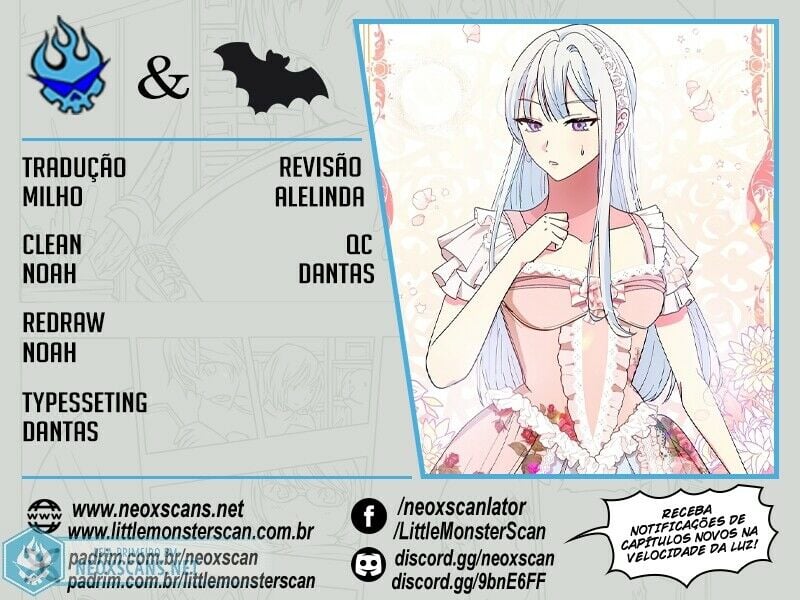 &
TRADUÇÃO
MILHO
REVISÃO
ALELINDA
CLEAN
NOAH
QC
DANTAS
REDRAW
NOAH
TYPESSETING
DANTAS
www.neoxscans.net
www.littlemonsterscan.com.br
padrim.com.br/neoxscan
padrim.com.br/littlemonsterscan
/neoxscanlator
/LittleMonsterScan
discord.gg/neoxscan
discord.gg/9bnE6FF
RECEBA
NOTIFICAÇÕES DE
CAPÍTULOS NOVOS NA
VELOCIDADE DA LUZ!
NEOXSCANS.NET